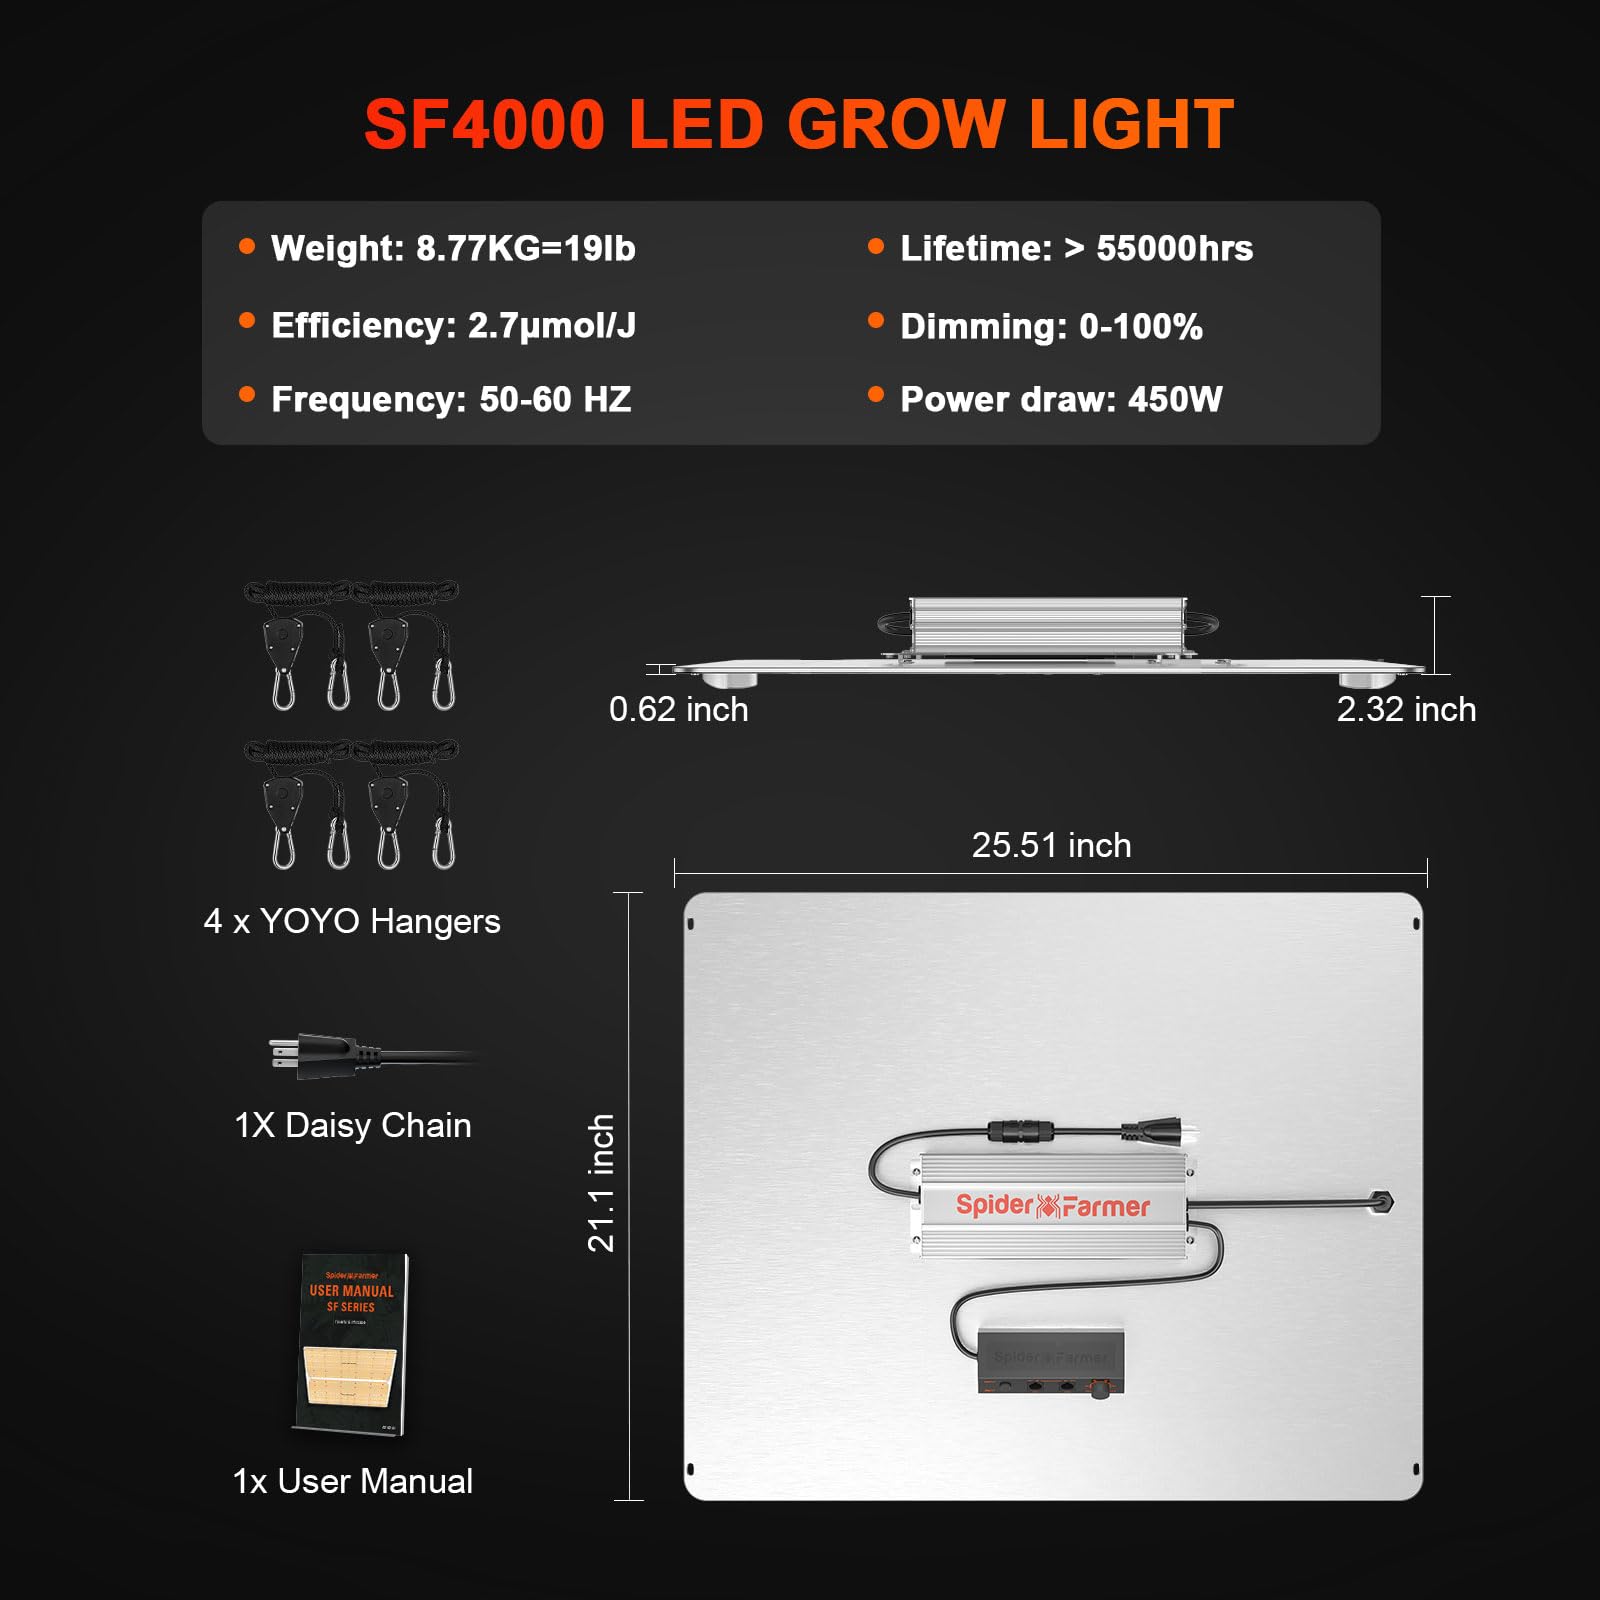 SF4000 LED GROW LIGHT
Weight: 8.77KG=19lb
Lifetime: > 55000hrs
Efficiency: 2.7μmol/J
Dimming: 0-100%
Frequency: 50-60 HZ
Power draw: 450W
0.62 inch
2.32 inch
25.51 inch
4 x YOYO Hangers
1X Daisy Chain
21.1 inch
Spider Farmer
Spider Farmer
Spider Farmer
USER MANUAL
SF SERIES
1x User Manual